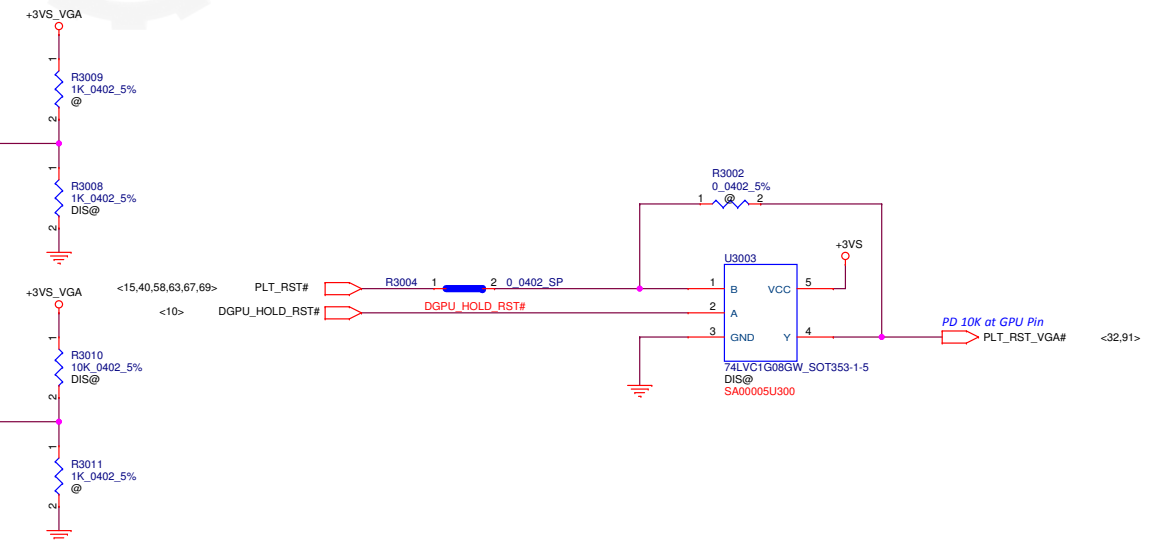 +3VS_VGA
1
R3009
1K_0402_5%
@
2
1
R3008
1K_0402_5%
DIS@
2
+3VS_VGA
1
R3010
10K_0402_5%
DIS@
2
1
R3011
1K_0402_5%
@
2
R3002
0_0402_5%
1 @ 2
+3VS
U3003
<15,40,58,63,67,69> PLT_RST# R3004 1 2 0_0402_SP 1 B VCC 5
<10> DGPU_HOLD_RST# DGPU_HOLD_RST# 2 A
PD 10K at GPU Pin
3 GND Y 4 PLT_RST_VGA# <32,91>
74LVC1G08GW_SOT353-1-5
DIS@
SA00005U300